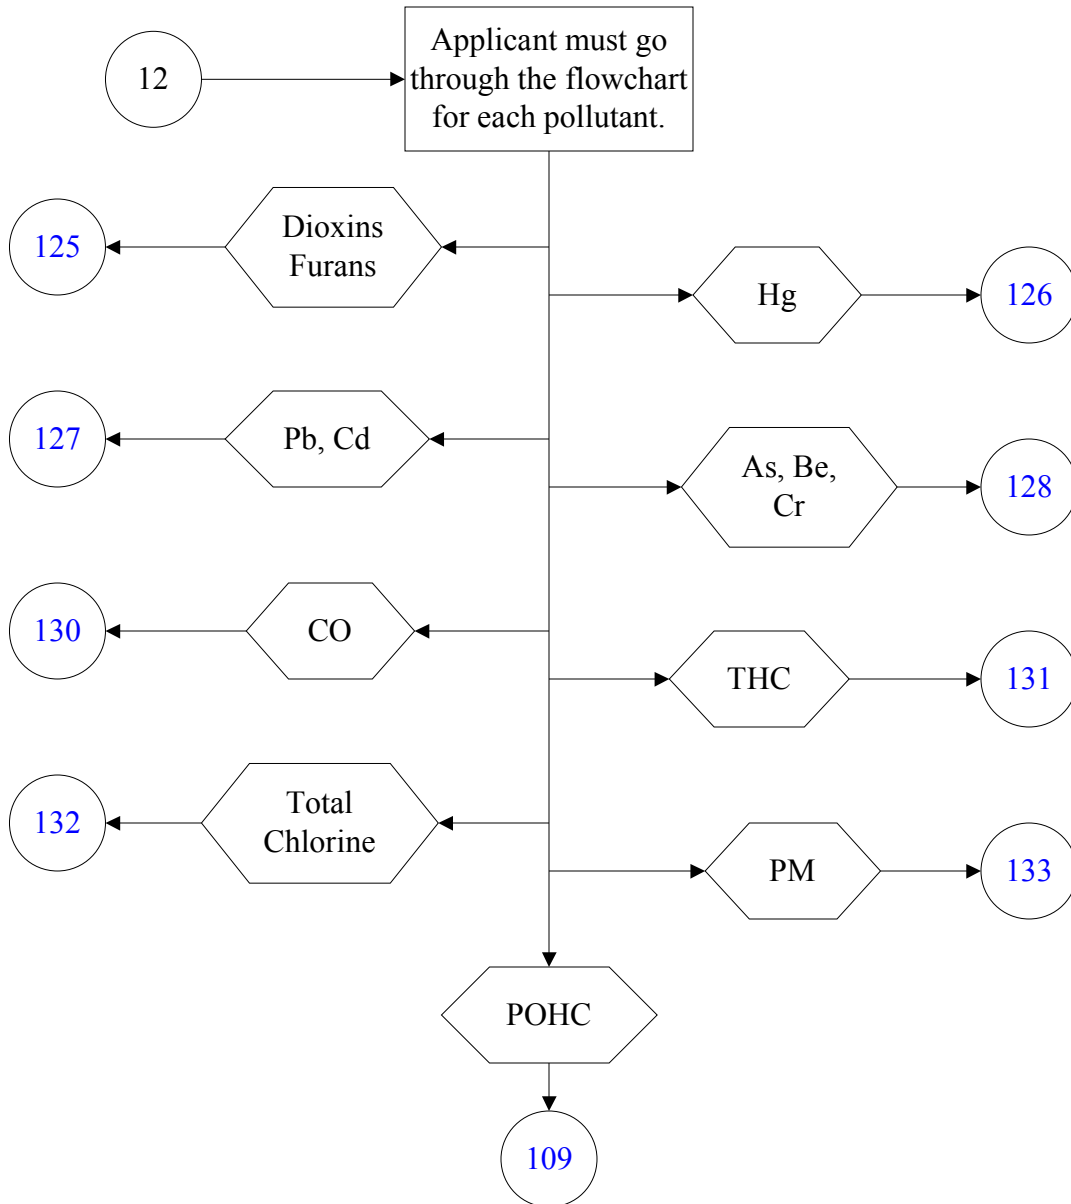 12
Applicant must go
through the flowchart
for each pollutant.
125
Dioxins
Furans
Hg
126
127
Pb, Cd
As, Be,
Cr
128
130
CO
THC
131
132
Total
Chlorine
PM
133
POHC
109